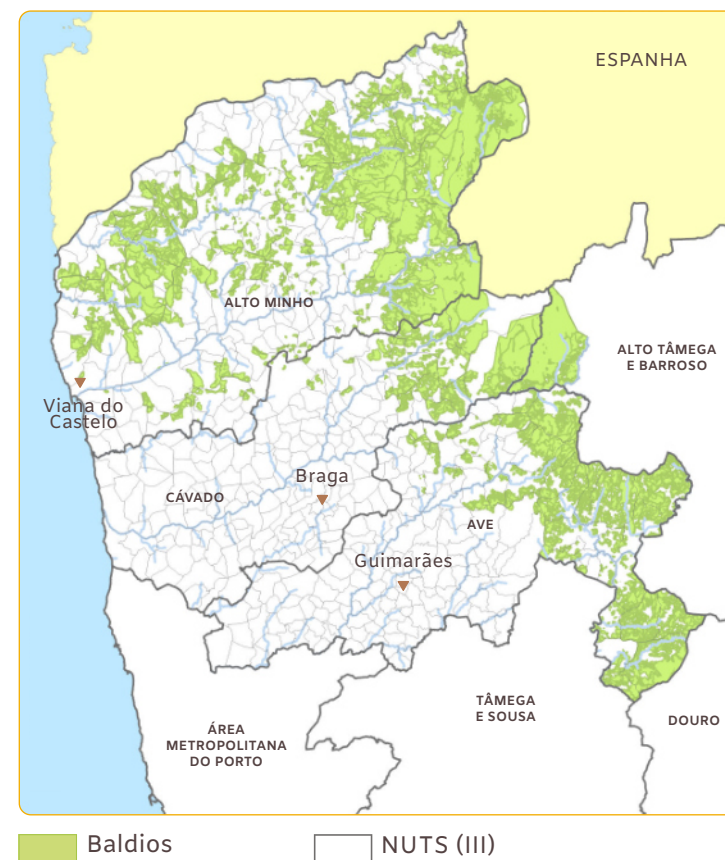 ESPANHA
ALTO MINHO
ALTO TÂMEGA
E BARROSO
Viana do
Castelo
Braga
CÁVADO
AVE
Guimarães
TÂMEGA
E SOUSA
DOURO
ÁREA
METROPOLITANA
DO PORTO
Baldios
NUTS (III)